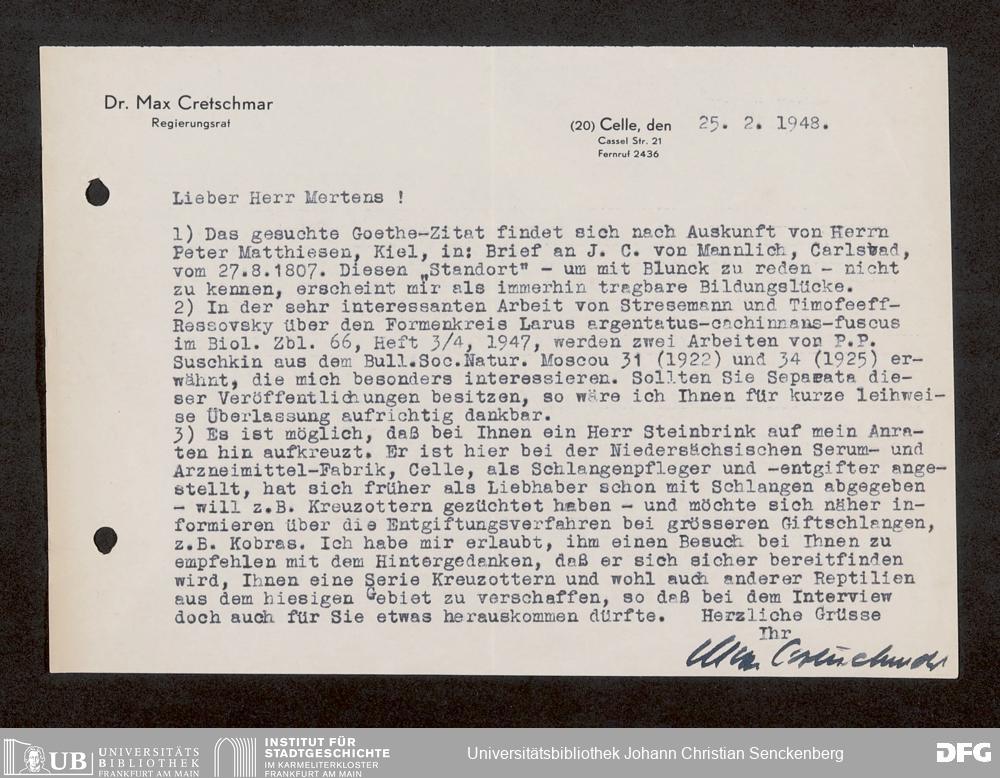 Dr. Max Cretschmar
Regierungsrat
(20) Celle, den 25. 2. 1948.
Cassel Str. 21
Fernruf 2436
Lieber Herr Mertens !
1) Das gesuchte Goethe-Zitat findet sich nach Auskunft von Herrn
Peter Matthiesen, Kiel, in: Brief an J. C. von Mannlich, Carlsbad,
vom 27.8.1807. Diesen „Standort" - um mit Blunck zu reden - nicht
zu kennen, erscheint mir als immerhin tragbare Bildungslücke.
2) In der sehr interessanten Arbeit von Stresemann und Timofeeff-
Ressovsky über den Formenkreis Larus argentatus-cachinnans-fuscus
im Biol. Zbl. 66, Heft 3/4, 1947, werden zwei Arbeiten von P.P.
Suschkin aus dem Bull.Soc.Natur. Moscou 31 (1922) und 34 (1925) er-
wähnt, die mich besonders interessieren. Sollten Sie Separata die-
ser Veröffentlichungen besitzen, so wäre ich Ihnen für kurze leihwei-
se Überlassung aufrichtig dankbar.
3) Es ist möglich, daß bei Ihnen ein Herr Steinbrink auf mein Anra-
ten hin aufkreuzt. Er ist hier bei der Niedersächsischen Serum- und
Arzneimittel-Fabrik, Celle, als Schlangenpfleger und -entgifter ange-
stellt, hat sich früher als Liebhaber schon mit Schlangen abgegeben
- will z.B. Kreuzottern gezüchtet haben - und möchte sich näher in-
formieren über die Entgiftungsverfahren bei grösseren Giftschlangen,
z.B. Kobras. Ich habe mir erlaubt, ihm einen Besuch bei Ihnen zu
empfehlen mit dem Hintergedanken, daß er sich sicher bereitfinden
wird, Ihnen eine Serie Kreuzottern und wohl auch anderer Reptilien
aus dem hiesigen Gebiet zu verschaffen, so daß bei dem Interview
doch auch für Sie etwas herauskommen dürfte. Herzliche Grüsse
Ihr
Max Cretschmar
UB UNIVERSITÄTS
BIBLIOTHEK
FRANKFURT AM MAIN
INSTITUT FÜR
STADTGESCHICHTE
IM KARMELITERKLOSTER
FRANKFURT AM MAIN
Universitätsbibliothek Johann Christian Senckenberg
DFG